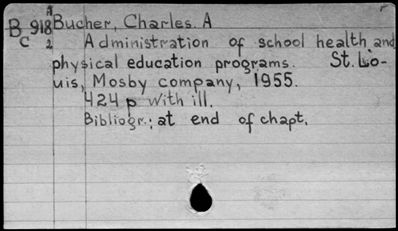 A
B 918 Bucher, Charles. A
C 2 Administration of school health and
physical education programs. St. Lo-
uis, Mosby company, 1955.
424 p with ill.
Bibliogr.; at end of chapt.